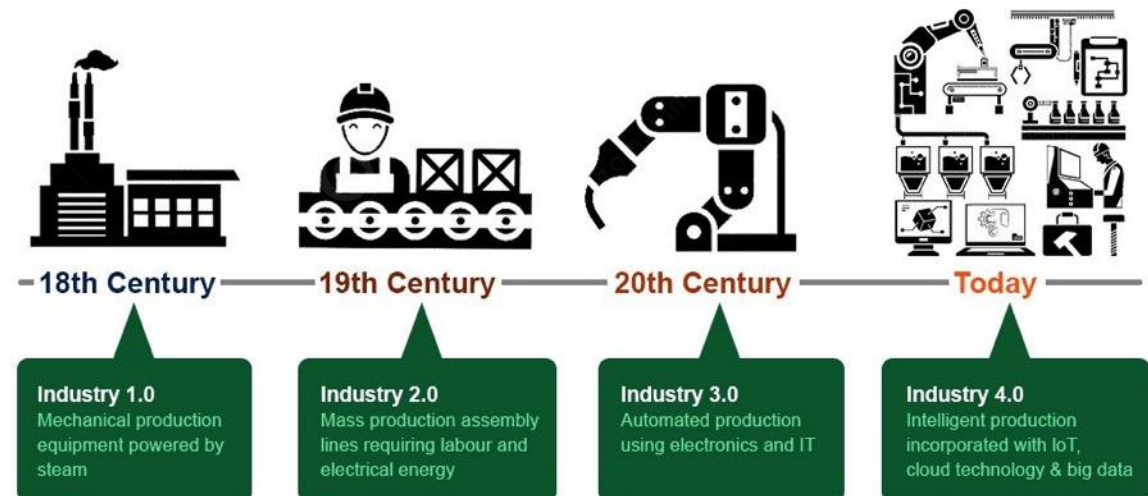 18th Century
19th Century
20th Century
Today
Industry 1.0
Mechanical production
equipment powered by
steam
Industry 2.0
Mass production assembly
lines requiring labour and
electrical energy
Industry 3.0
Automated production
using electronics and IT
Industry 4.0
Intelligent production
incorporated with IoT,
cloud technology & big data